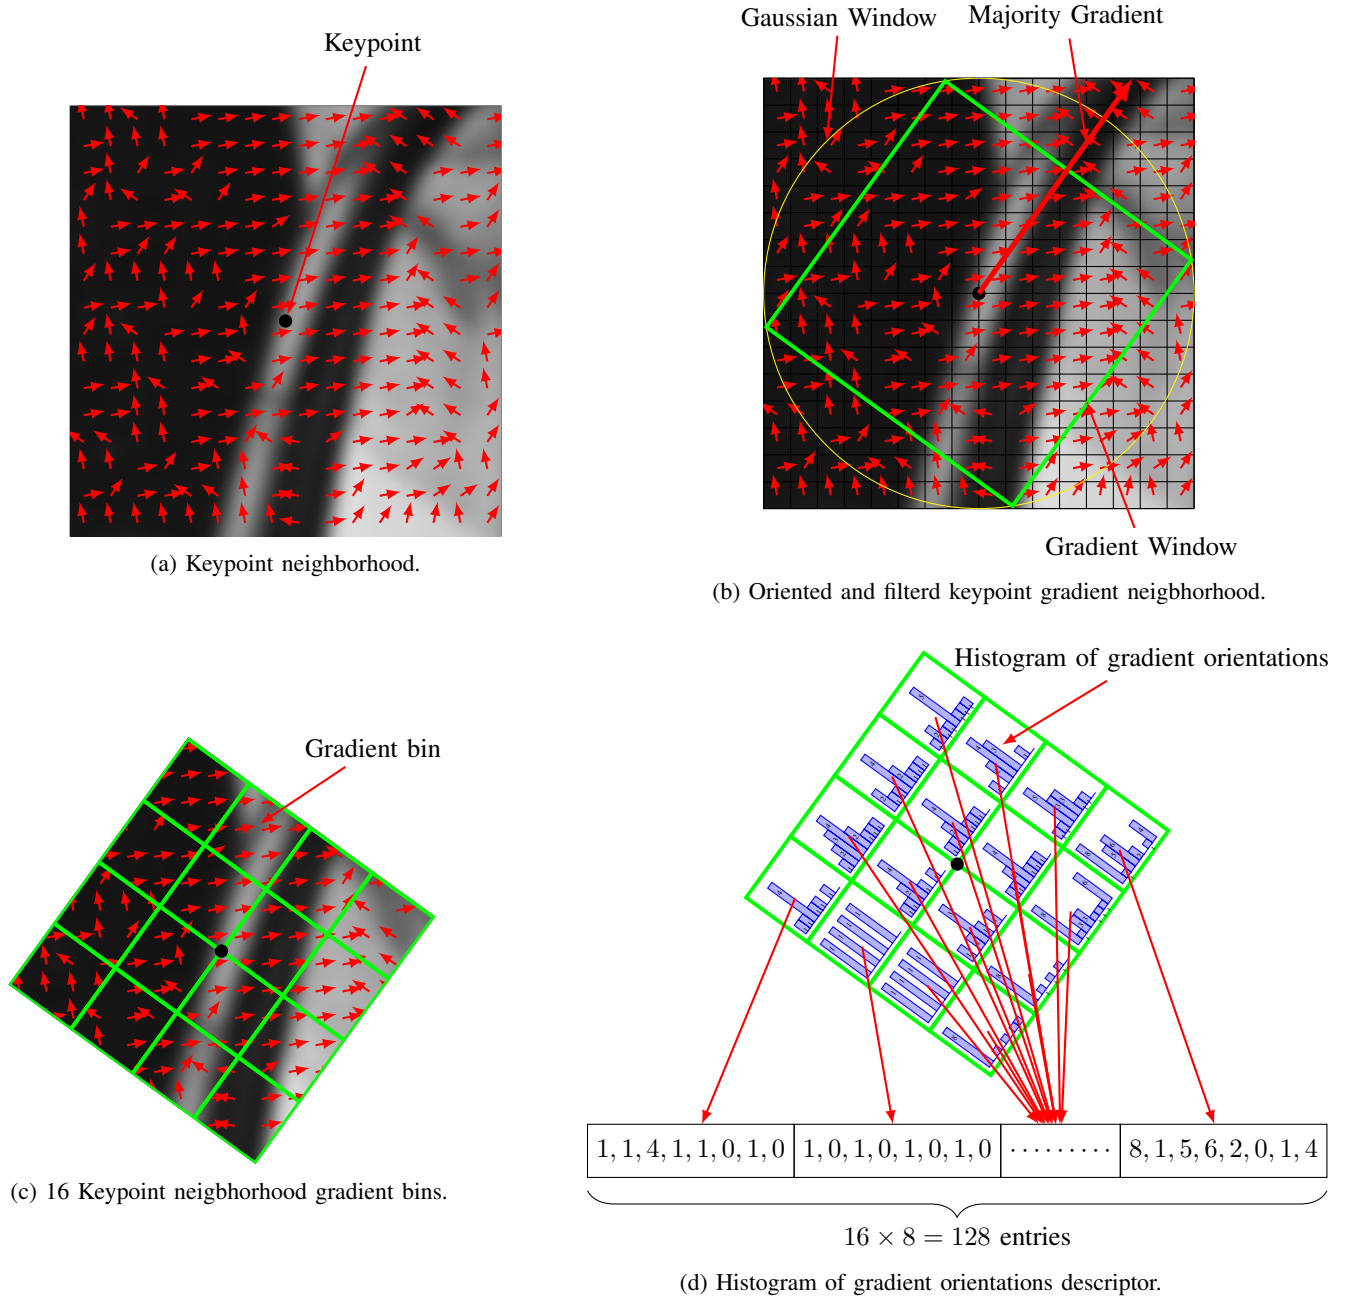 Keypoint
(a) Keypoint neighborhood.
Gaussian Window
Majority Gradient
Gradient Window
(b) Oriented and filterd keypoint gradient neigbhorhood.
Gradient bin
(c) 16 Keypoint neigbhorhood gradient bins.
Histogram of gradient orientations
1, 1, 4, 1, 1, 0, 1, 0 1, 0, 1, 0, 1, 0, 1, 0 ········· 8, 1, 5, 6, 2, 0, 1, 4
16 × 8 = 128 entries
(d) Histogram of gradient orientations descriptor.